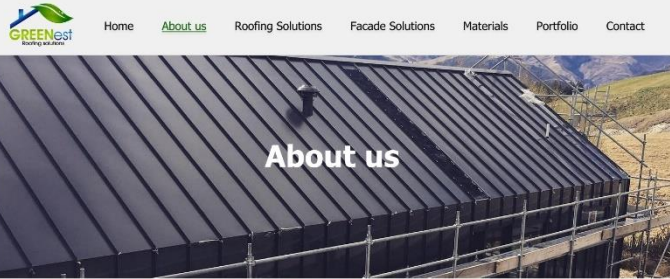 GREENest
Roofing solutions
Home About us Roofing Solutions Facade Solutions Materials Portfolio Contact
About us